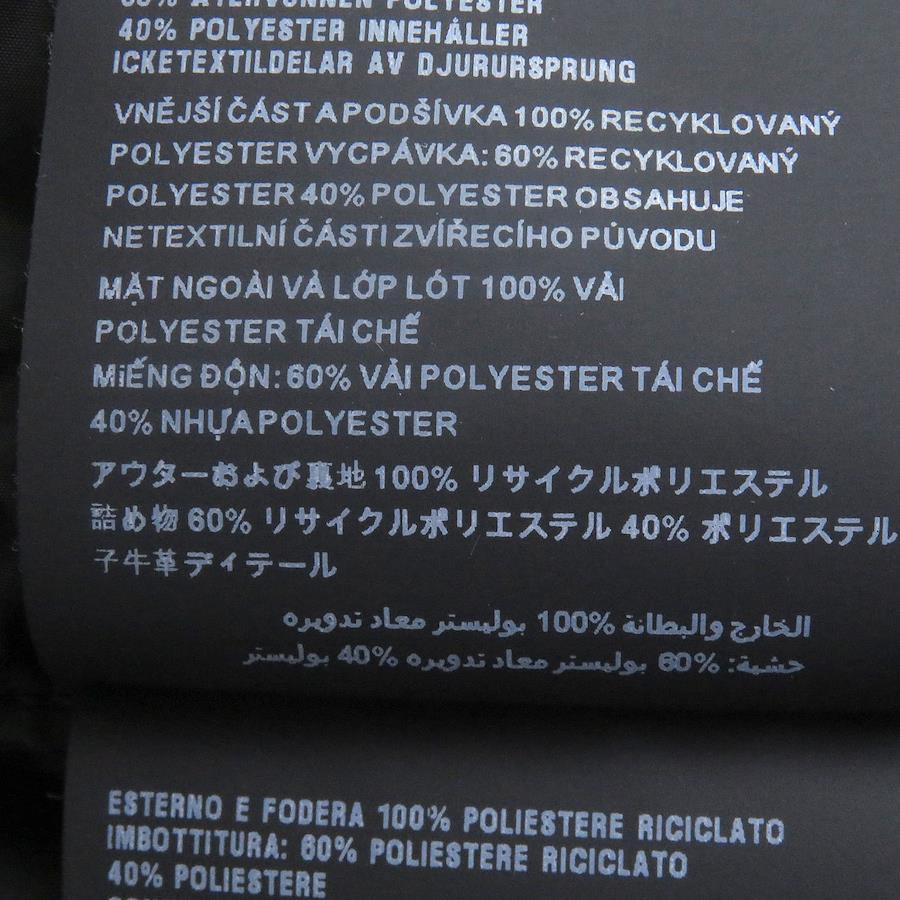 60% ÅTERVUNNEN POLYESTER
40% POLYESTER INNEHÅLLER
ICKETEXTILDELAR AV DJURURSPRUNG
VNĚJŠÍ ČÁST A PODŠÍVKA 100% RECYKLOVANÝ
POLYESTER VYCPÁVKA: 60% RECYKLOVANÝ
POLYESTER 40% POLYESTER OBSAHUJE
NETEXTILNÍ ČÁSTI ZVÍŘECÍHO PŮVODU
MẶT NGOÀI VÀ LỚP LÓT 100% VẢI
POLYESTER TÁI CHẾ
MiẾNG ĐỘN: 60% VẢI POLYESTER TÁI CHẾ
40% NHỰA POLYESTER
アウターおよび裏地 100% リサイクルポリエステル
詰め物 60% リサイクルポリエステル 40% ポリエステル
子牛革ディテール
الخارج والبطانة 100% بوليستر معاد تدويره
حشية: 60% بوليستر معاد تدويره 40% بوليستر
ESTERNO E FODERA 100% POLIESTERE RICICLATO
IMBOTTITURA: 60% POLIESTERE RICICLATO
40% POLIESTERE